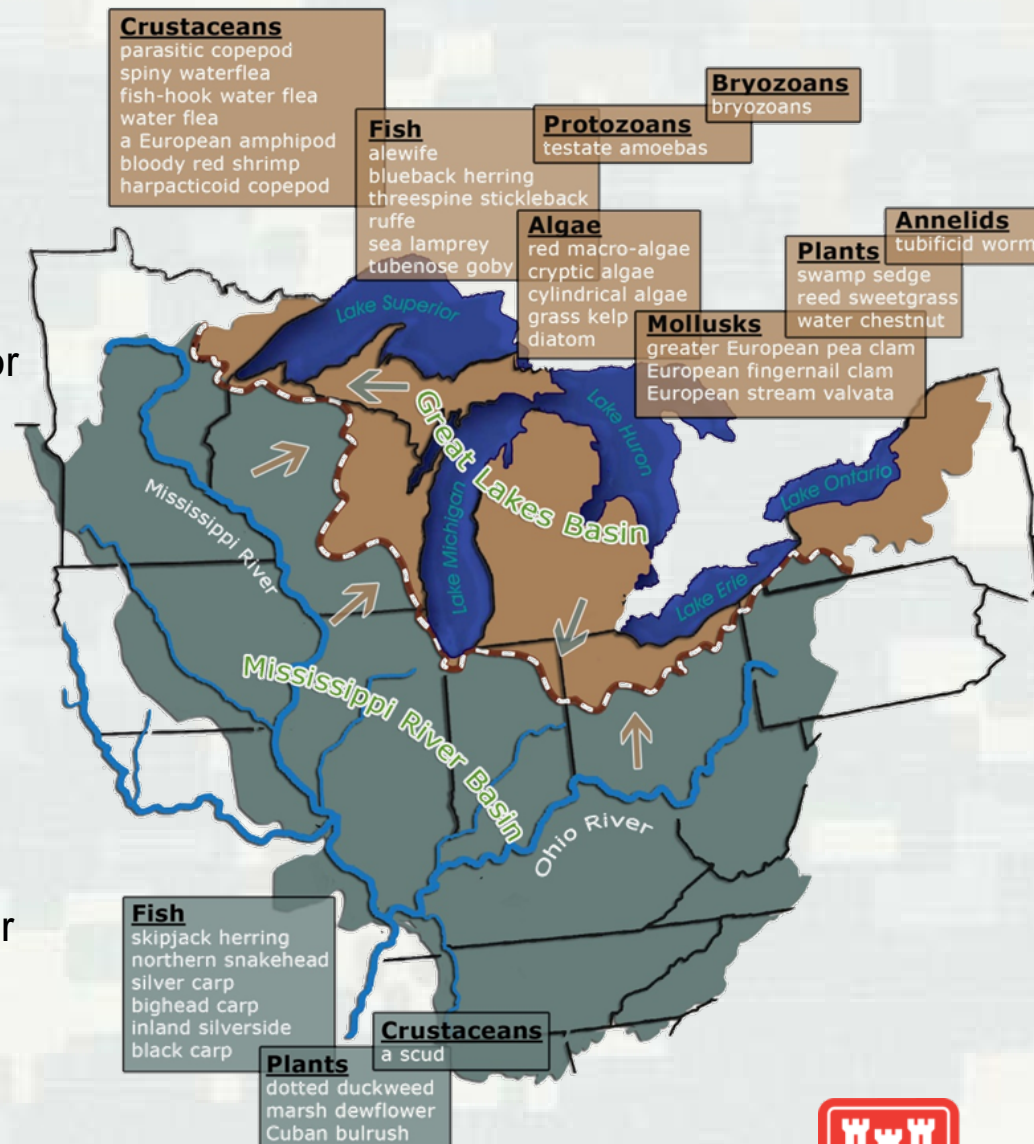 Crustaceans
parasitic copepod
spiny waterflea
fish-hook water flea
water flea
a European amphipod
bloody red shrimp
harpacticoid copepod
Fish
alewife
blueback herring
threespine stickleback
ruffe
sea lamprey
tubenose goby
Protozoans
testate amoebas
Bryozoans
bryozoans
Algae
red macro-algae
cryptic algae
cylindrical algae
grass kelp
diatom
Mollusks
greater European pea clam
European fingernail clam
European stream valvata
Plants
swamp sedge
reed sweetgrass
water chestnut
Annelids
tubificid worm
or
Lake Superior
Lake Huron
Lake Michigan
Lake Ontario
Lake Erie
Great Lakes Basin
Mississippi River
Mississippi River Basin
Ohio River
Fish
skipjack herring
northern snakehead
silver carp
bighead carp
inland silverside
black carp
Crustaceans
a scud
Plants
dotted duckweed
marsh dewflower
Cuban bulrush